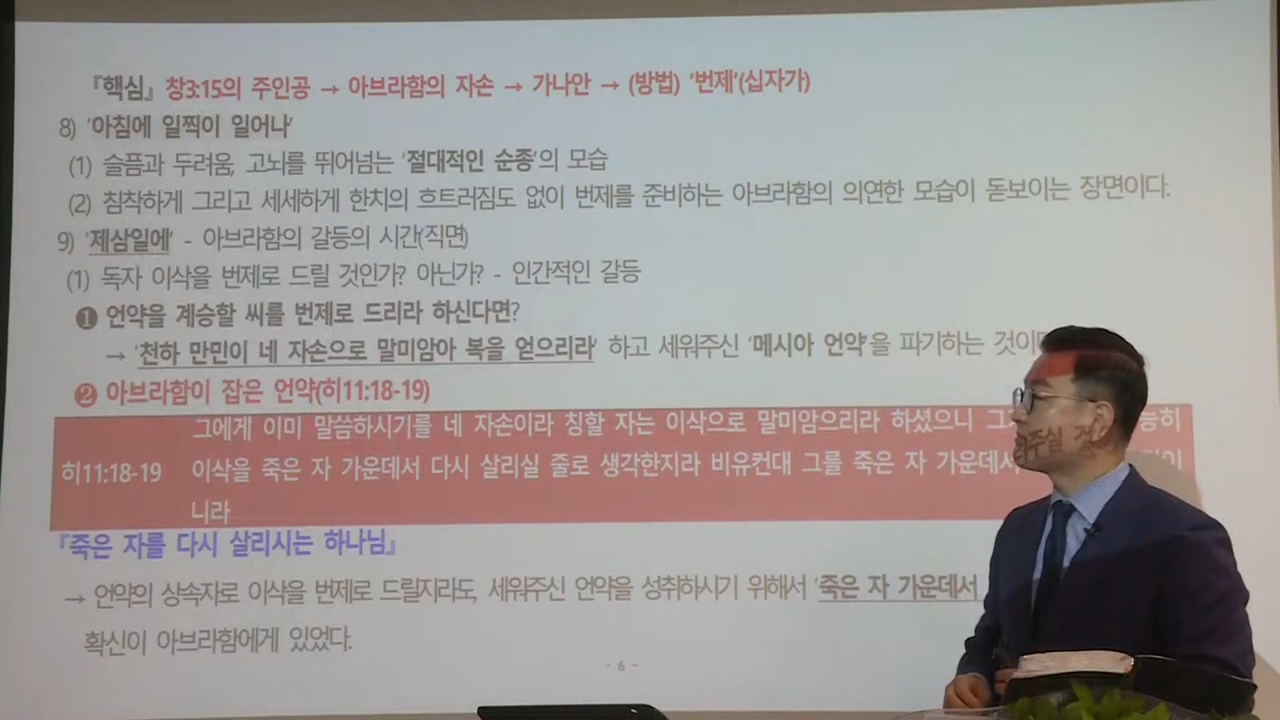 『핵심』 창3:15의 주인공 → 아브라함의 자손 → 가나안 → (방법) '번제'(십자가)
8) '아침에 일찍이 일어나'
(1) 슬픔과 두려움, 고뇌를 뛰어넘는 '절대적인 순종'의 모습
(2) 침착하게 그리고 세세하게 한치의 흐트러짐도 없이 번제를 준비하는 아브라함의 의연한 모습이 돋보이는 장면이다.
9) '제삼일에' - 아브라함의 갈등의 시간(직면)
(1) 독자 이삭을 번제로 드릴 것인가? 아닌가? - 인간적인 갈등
❶ 언약을 계승할 씨를 번제로 드리라 하신다면?
→ '천하 만민이 네 자손으로 말미암아 복을 얻으리라' 하고 세워주신 '메시아 언약'을 파기하는
❷ 아브라함이 잡은 언약(히11:18-19)
그에게 이미 말씀하시기를 네 자손이라 칭할 자는 이삭으로 말미암으리라 하셨으니 능히
히11:18-19 이삭을 죽은 자 가운데서 다시 살리실 줄로 생각한지라 비유컨대 그를 죽은 자 가운데서
니라
『죽은 자를 다시 살리시는 하나님』
→ 언약의 상속자로 이삭을 번제로 드릴지라도, 세워주신 언약을 성취하시기 위해서 '죽은 자 가운데서
확신이 아브라함에게 있었다.
- 6 -